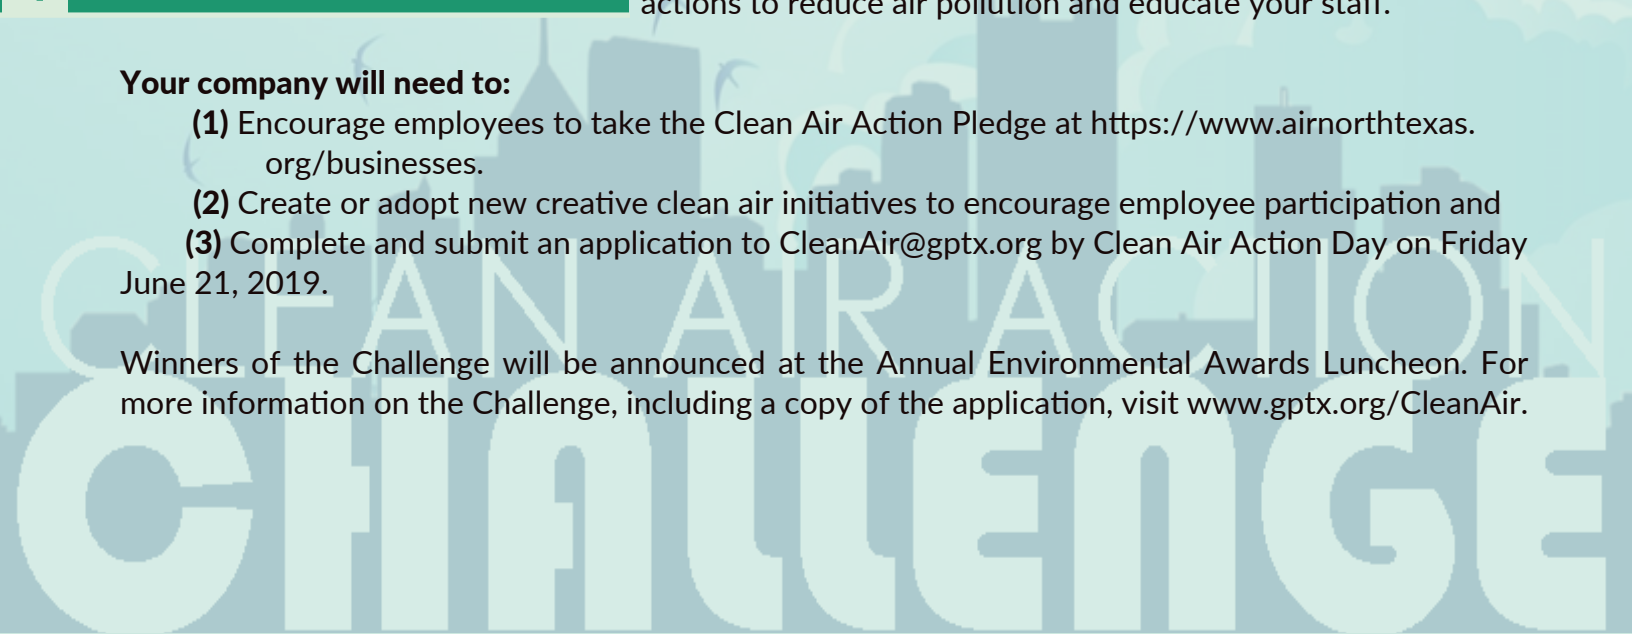 actions to reduce air pollution and educate your staff.
Your company will need to:
(1) Encourage employees to take the Clean Air Action Pledge at https://www.airnorthtexas.
org/businesses.
(2) Create or adopt new creative clean air initiatives to encourage employee participation and
(3) Complete and submit an application to CleanAir@gptx.org by Clean Air Action Day on Friday
June 21, 2019.
Winners of the Challenge will be announced at the Annual Environmental Awards Luncheon. For
more information on the Challenge, including a copy of the application, visit www.gptx.org/CleanAir.
CLEAN AIR ACTION
CHALLENGE